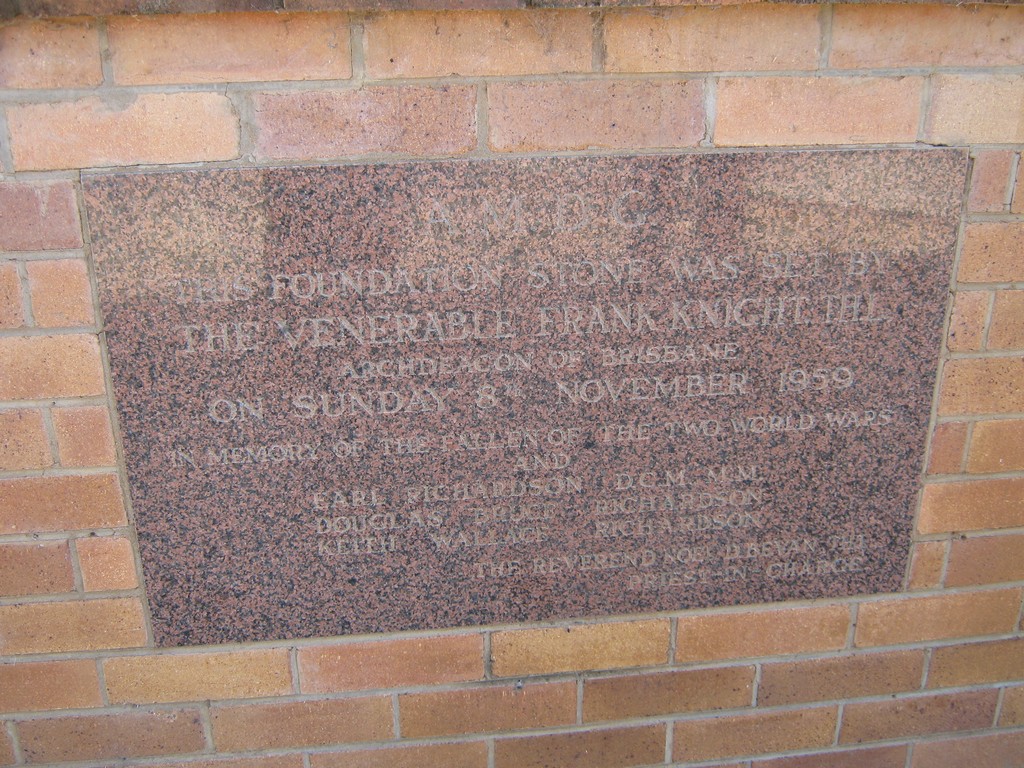 A.M.D.G.
THIS FOUNDATION STONE WAS SET BY
THE VENERABLE FRANK KNIGHT. TH.L.
ARCHDEACON OF BRISBANE
ON SUNDAY 8TH NOVEMBER 1959
IN MEMORY OF THE FALLEN OF THE TWO WORLD WARS
AND
EARL RICHARDSON D.C.M. M.M.
DOUGLAS BRUCE RICHARDSON
KEITH WALLACE RICHARDSON
THE REVEREND NOEL D. BEVAN. TH.L.
PRIEST-IN CHARGE